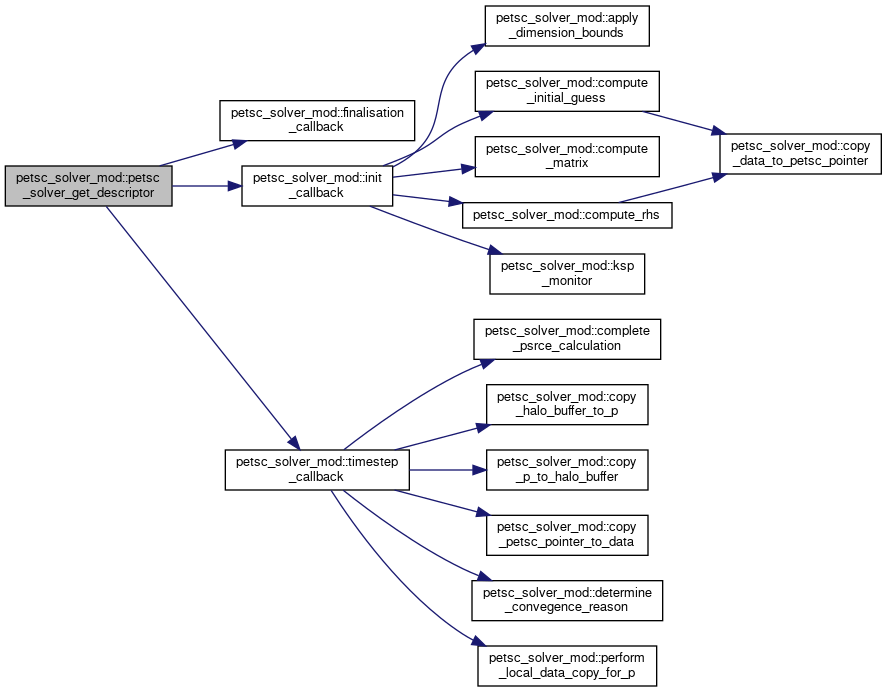 petsc_solver_mod::petsc
_solver_get_descriptor
petsc_solver_mod::finalisation
_callback
petsc_solver_mod::init
_callback
petsc_solver_mod::apply
_dimension_bounds
petsc_solver_mod::compute
_initial_guess
petsc_solver_mod::compute
_matrix
petsc_solver_mod::compute_rhs
petsc_solver_mod::ksp
_monitor
petsc_solver_mod::copy
_data_to_petsc_pointer
petsc_solver_mod::timestep
_callback
petsc_solver_mod::complete
_psrce_calculation
petsc_solver_mod::copy
_halo_buffer_to_p
petsc_solver_mod::copy
_p_to_halo_buffer
petsc_solver_mod::copy
_petsc_pointer_to_data
petsc_solver_mod::determine
_convegence_reason
petsc_solver_mod::perform
_local_data_copy_for_p